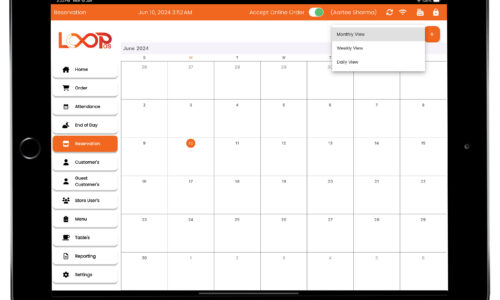 Reservation
Jun 10, 2024 3:52 AM
Accept Online Order
(Aartee Sharma)
LOOP
OS
Monthly View
Weekly View
Daily View
+
June 2024
S
M
T
W
26 27 28 29 30 31 1
2 3 4 5 6 7 8
9 10 11 12 13 14 15
16 17 18 19 20 21 22
23 24 25 26 27 28 29
30 1 2 3 4 5 6
Home
Order
Attendance
End of Day
Reservation
Customer's
Guest
Customer's
Store User's
Menu
Table's
Reporting
Settings